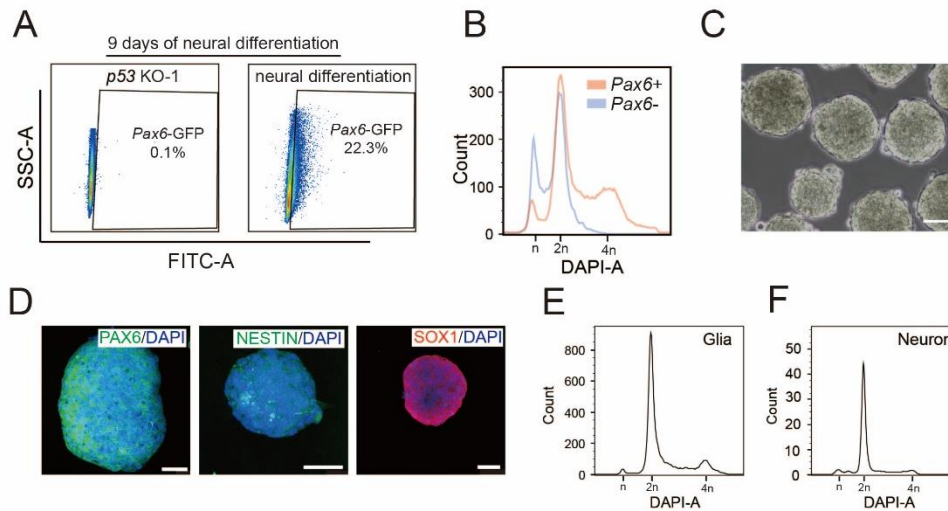 A
9 days of neural differentiation
p53 KO-1
Pax6-GFP
0.1%
neural differentiation
Pax6-GFP
22.3%
SSC-A
FITC-A
B
Pax6+
Pax6-
300
200
100
0
Count
n 2n 4n
DAPI-A
C
D
PAX6/DAPI
NESTIN/DAPI
SOX1/DAPI
E
Glia
800
600
400
200
0
Count
n 2n 4n
DAPI-A
F
Neuron
50
40
30
20
10
0
Count
n 2n 4n
DAPI-A